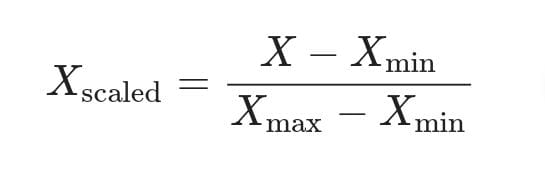 X_scaled = (X − X_min) / (X_max − X_min)